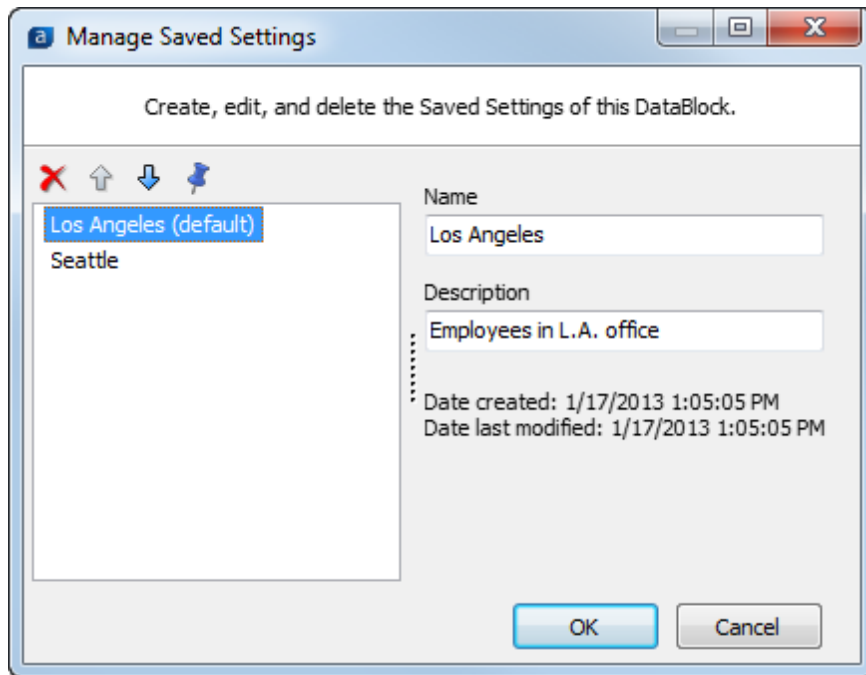 Manage Saved Settings
Create, edit, and delete the Saved Settings of this DataBlock.
Los Angeles (default)
Seattle
Name
Los Angeles
Description
Employees in L.A. office
Date created: 1/17/2013 1:05:05 PM
Date last modified: 1/17/2013 1:05:05 PM
OK
Cancel